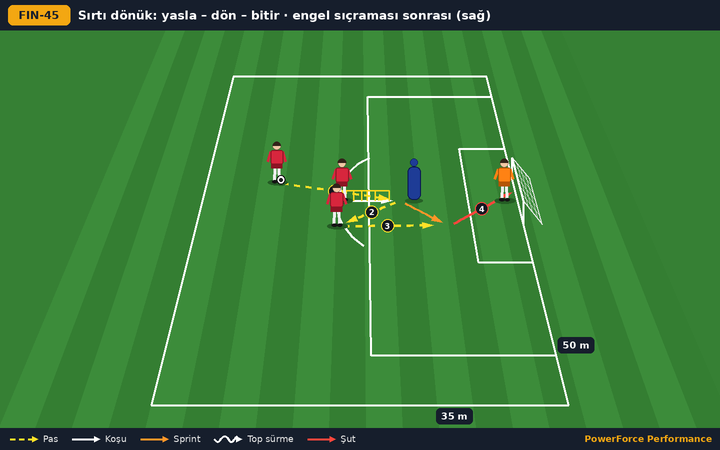 FIN-45 Sırtı dönük: yasla – dön – bitir · engel sıçraması sonrası (sağ)
4
2
3
50 m
35 m
Pas Koşu Sprint Top sürme Şut PowerForce Performance